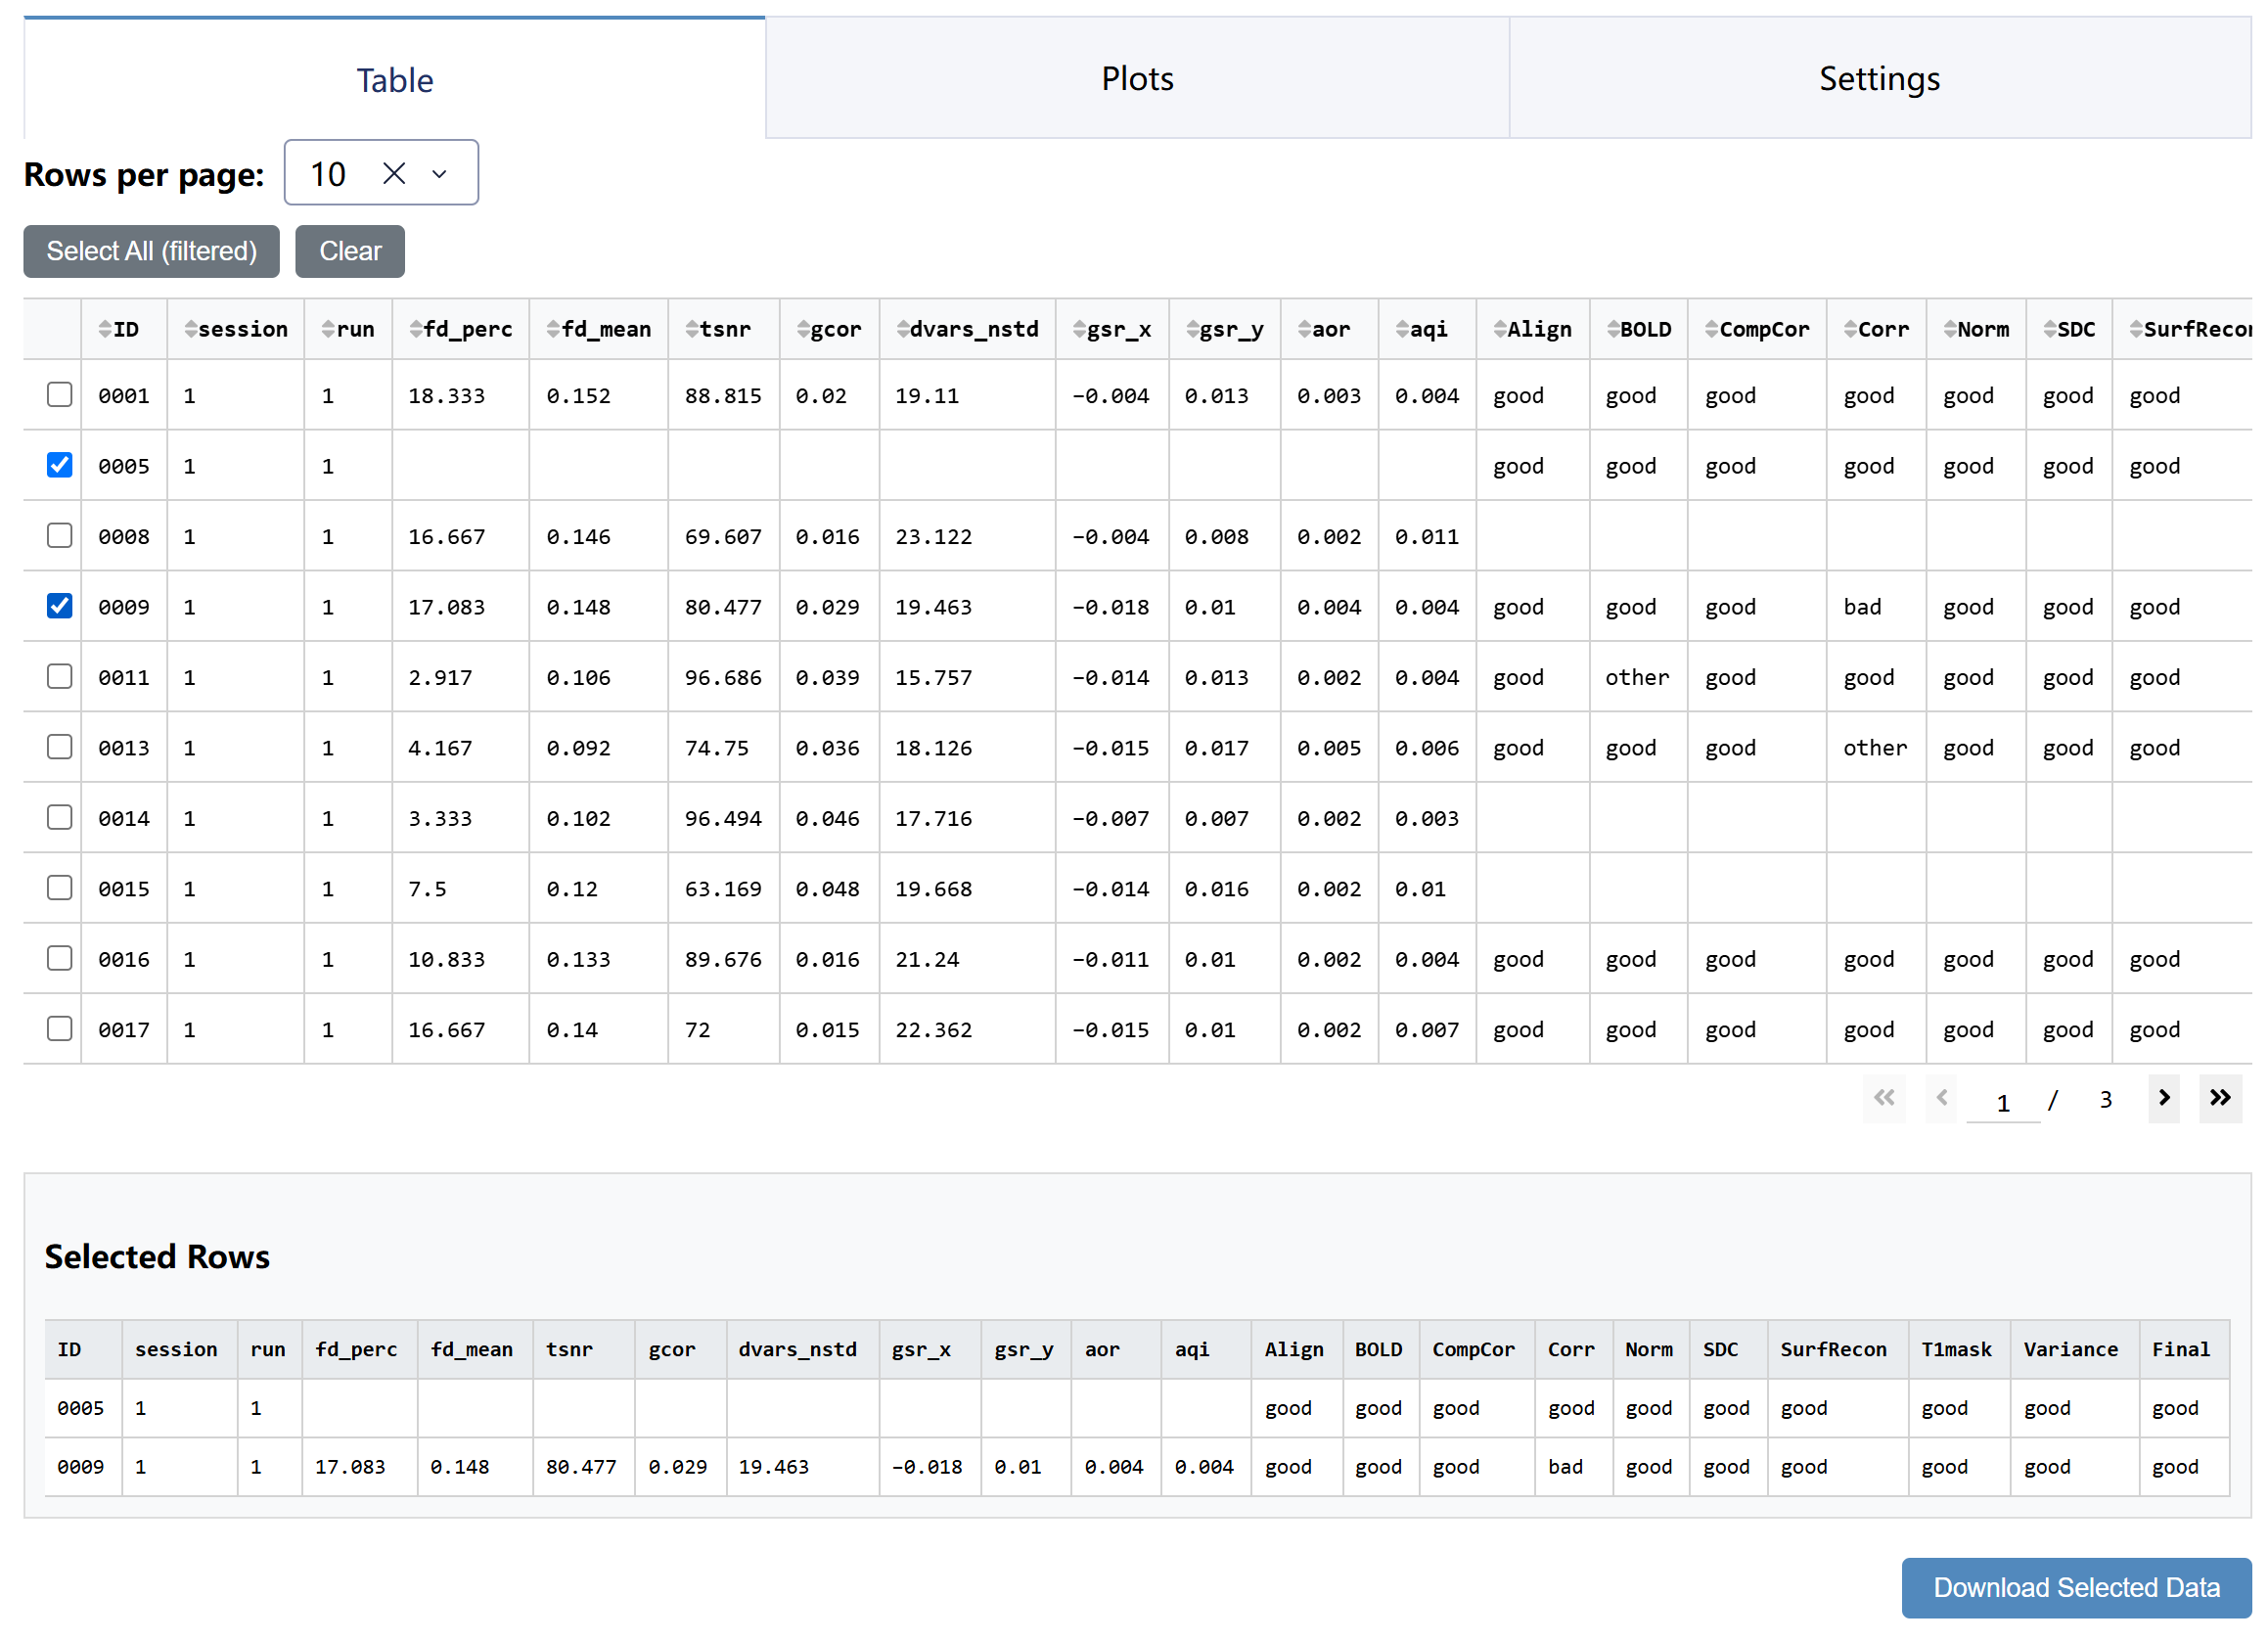 Table Plots Settings
Rows per page: 10
Select All (filtered) Clear
ID session run fd_perc fd_mean tsnr gcor dvars_nstd gsr_x gsr_y aor aqi Align BOLD CompCor Corr Norm SDC SurfRecon
0001 1 1 18.333 0.152 88.815 0.02 19.11 -0.004 0.013 0.003 0.004 good good good good good good good
0005 1 1 good good good good good good good
0008 1 1 16.667 0.146 69.607 0.016 23.122 -0.004 0.008 0.002 0.011
0009 1 1 17.083 0.148 80.477 0.029 19.463 -0.018 0.01 0.004 0.004 good good good bad good good good
0011 1 1 2.917 0.106 96.686 0.039 15.757 -0.014 0.013 0.002 0.004 good other good good good good good
0013 1 1 4.167 0.092 74.75 0.036 18.126 -0.015 0.017 0.005 0.006 good good good other good good good
0014 1 1 3.333 0.102 96.494 0.046 17.716 -0.007 0.007 0.002 0.003
0015 1 1 7.5 0.12 63.169 0.048 19.668 -0.014 0.016 0.002 0.01
0016 1 1 10.833 0.133 89.676 0.016 21.24 -0.011 0.01 0.002 0.004 good good good good good good good
0017 1 1 16.667 0.14 72 0.015 22.362 -0.015 0.01 0.002 0.007 good good good good good good good
1 / 3
Selected Rows
ID session run fd_perc fd_mean tsnr gcor dvars_nstd gsr_x gsr_y aor aqi Align BOLD CompCor Corr Norm SDC SurfRecon T1mask Variance Final
0005 1 1 good good good good good good good good good good
0009 1 1 17.083 0.148 80.477 0.029 19.463 -0.018 0.01 0.004 0.004 good good good bad good good good good good good
Download Selected Data